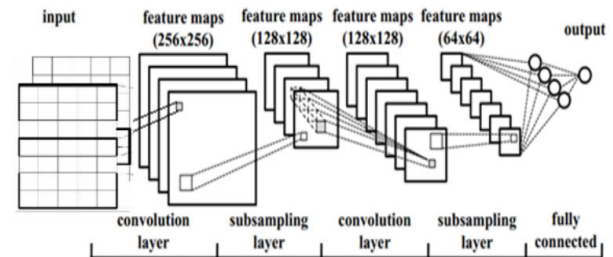 input
feature maps
(256x256)
feature maps
(128x128)
feature maps
(128x128)
feature maps
(64x64)
output
convolution
layer
subsampling
layer
convolution
layer
subsampling
layer
fully
connected